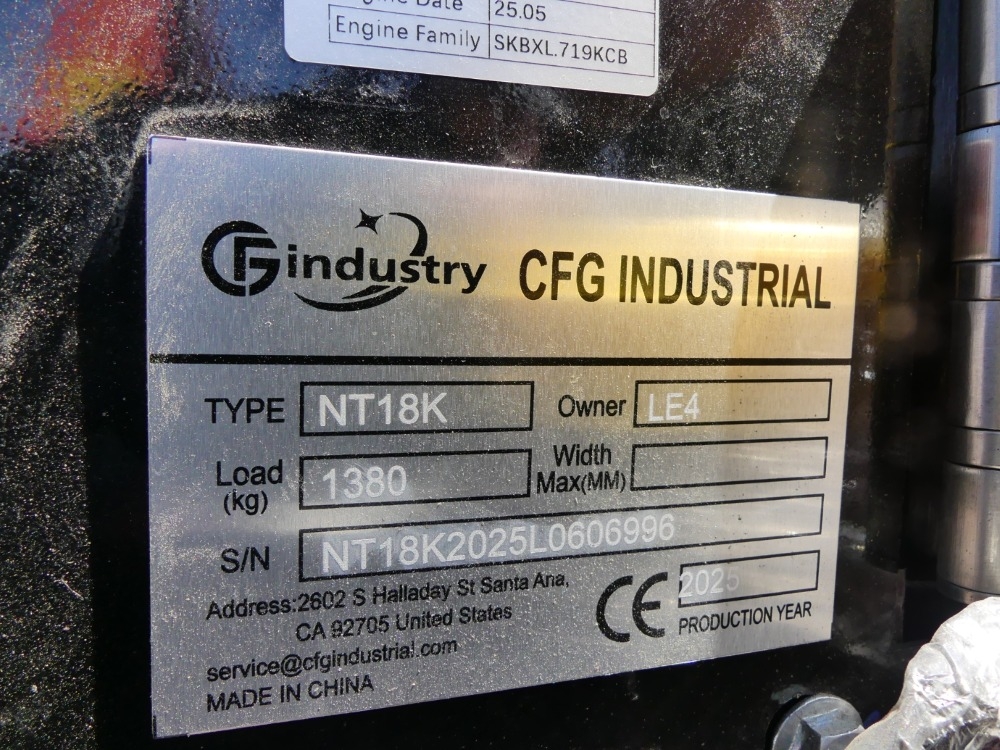 25.05
Engine Family SKBXL.719KCB
GFindustry CFG INDUSTRIAL
TYPE NT18K Owner LE4
Load (kg) 1380 Width Max(MM)
S/N NT18K2025L0606996
Address:2602 S Halladay St Santa Ana,
CA 92705 United States
service@cfgindustrial.com
MADE IN CHINA
CE 2025
PRODUCTION YEAR